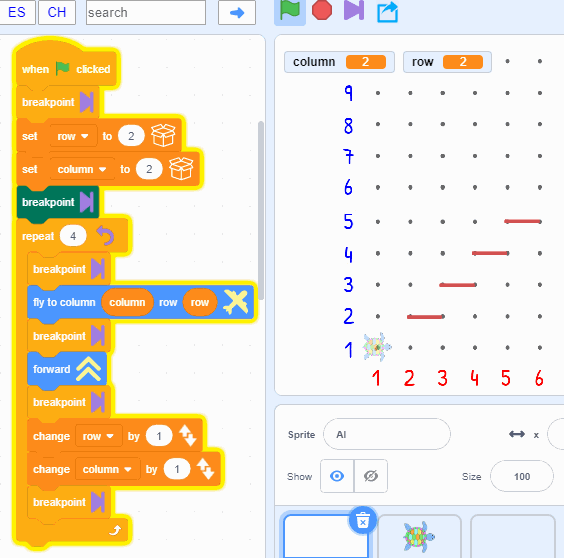 ES CH search
when clicked
breakpoint
set row to 2
set column to 2
breakpoint
repeat 4
breakpoint
fly to column column row row
breakpoint
forward
breakpoint
change row by 1
change column by 1
breakpoint
column 2 row 2
9
8
7
6
5
4
3
2
1
1 2 3 4 5 6
Sprite Al x
Show Size 100